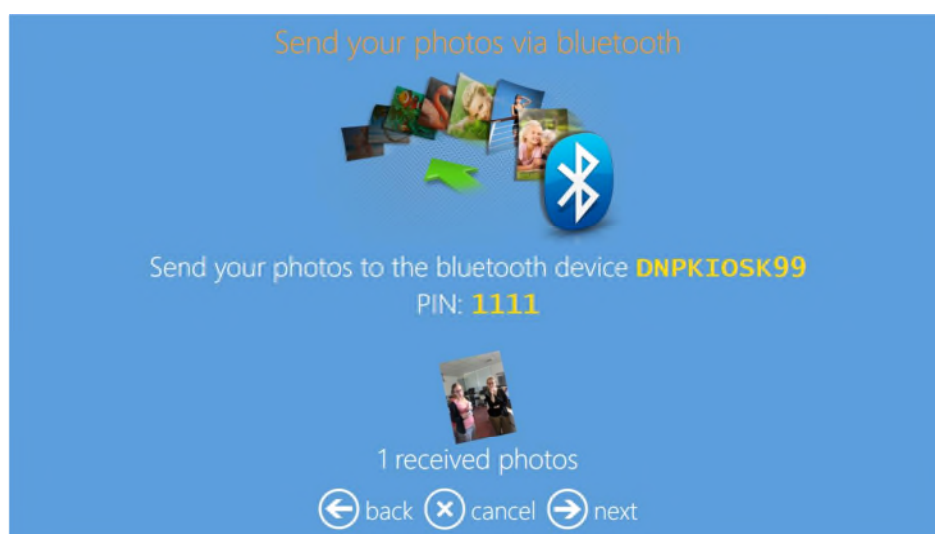 Send your photos via bluetooth
Send your photos to the bluetooth device DNPKIOSK99
PIN: 1111
1 received photos
back cancel next